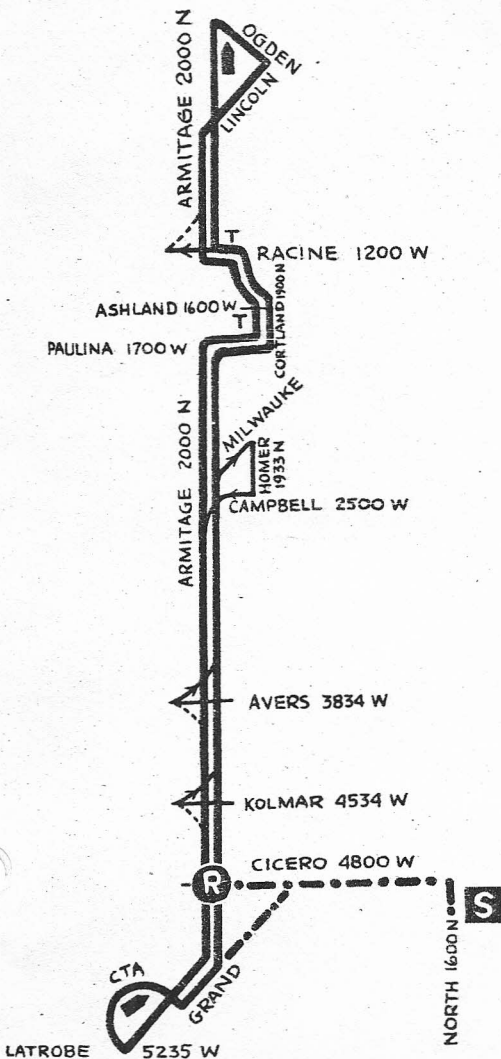 OGDEN
LINCOLN
ARMITAGE 2000 N
T
RACINE 1200 W
ASHLAND 1600 W
T
CORTLAND 1900 N
PAULINA 1700 W
MILWAUKE
HOMER
1933 N
CAMPBELL 2500 W
ARMITAGE 2000 N
AVERS 3834 W
KOLMAR 4534 W
CICERO 4800 W
R
S
NORTH 1600 N
GRAND
CTA
LATROBE 5235 W